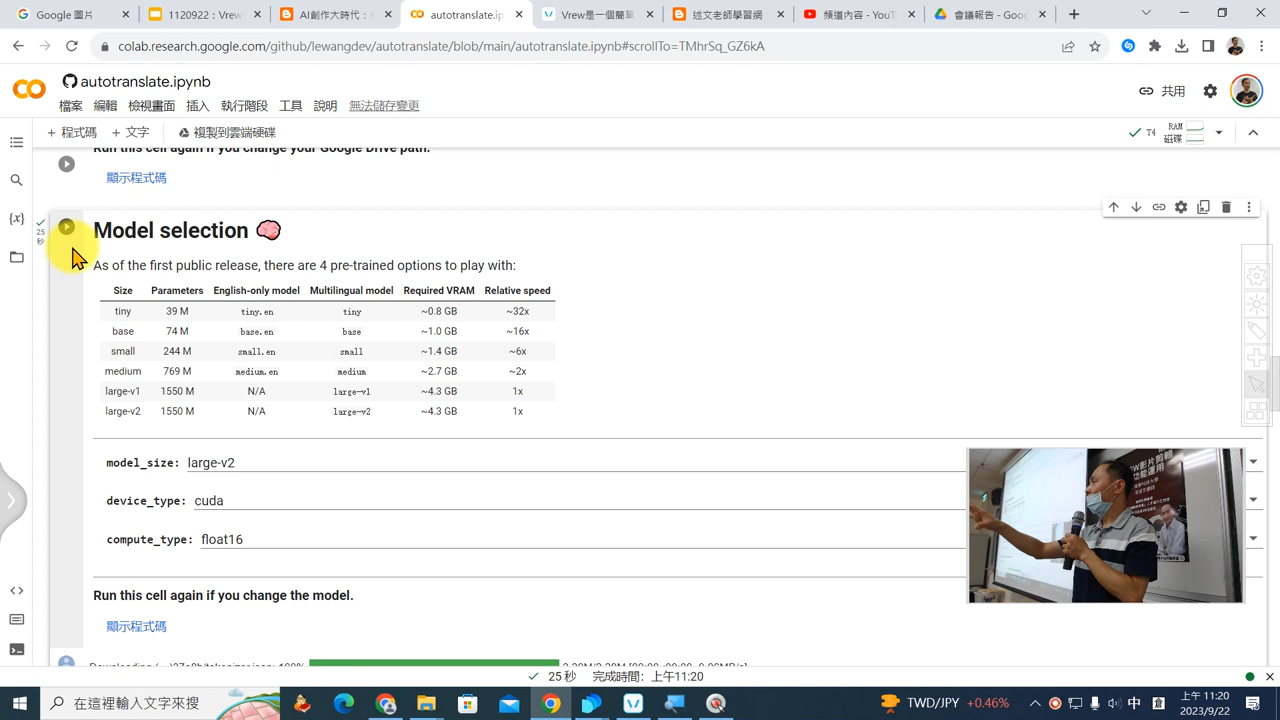 Google 圖片
1120922：Vrew
AI創作大時代：
autotranslate.ip
Vrew是一個簡單
述文老師學習網
頻道內容 - YouT
會議報告 - Goog
colab.research.google.com/github/lewangdev/autotranslate/blob/main/autotranslate.ipynb#scrollTo=TMhrSq_GZ6kA
autotranslate.ipynb
檔案 編輯 檢視畫面 插入 執行階段 工具 說明 無法儲存變更
共用
+ 程式碼 + 文字 複製到雲端硬碟
T4 RAM
磁碟
Run this cell again if you change your Google Drive path.
顯示程式碼
25
秒
{x}
Model selection
As of the first public release, there are 4 pre-trained options to play with:
Size Parameters English-only model Multilingual model Required VRAM Relative speed
tiny 39 M tiny.en tiny ~0.8 GB ~32x
base 74 M base.en base ~1.0 GB ~16x
small 244 M small.en small ~1.4 GB ~6x
medium 769 M medium.en medium ~2.7 GB ~2x
large-v1 1550 M N/A large-v1 ~4.3 GB 1x
large-v2 1550 M N/A large-v2 ~4.3 GB 1x
model_size: large-v2
device_type: cuda
compute_type: float16
Run this cell again if you change the model.
顯示程式碼
25 秒 完成時間：上午11:20
在這裡輸入文字來搜
TWD/JPY +0.46%
中
上午 11:20
2023/9/22